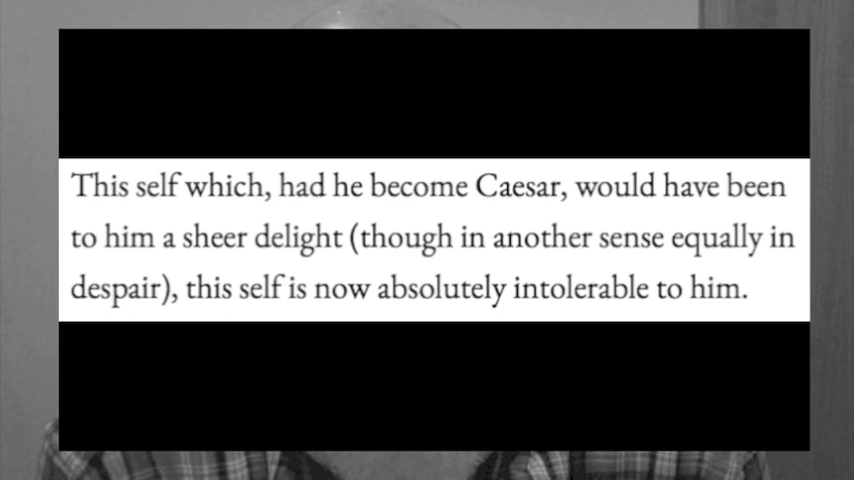 This self which, had he become Caesar, would have been
to him a sheer delight (though in another sense equally in
despair), this self is now absolutely intolerable to him.